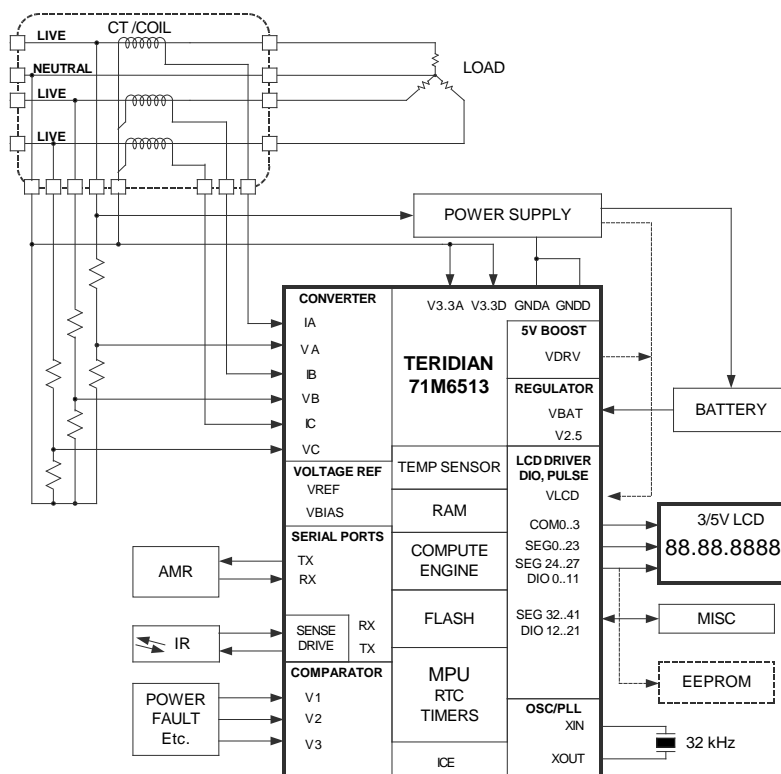 CT /COIL
LIVE
NEUTRAL
LIVE
LIVE
LOAD
POWER SUPPLY
CONVERTER
IA
VA
IB
VB
IC
VC
V3.3A V3.3D GNDA GNDD
TERIDIAN
71M6513
5V BOOST
VDRV
REGULATOR
VBAT
V2.5
BATTERY
VOLTAGE REF
VREF
VBIAS
TEMP SENSOR
RAM
COMPUTE
ENGINE
FLASH
MPU
RTC
TIMERS
ICE
LCD DRIVER
DIO, PULSE
VLCD
COM0..3
SEG0..23
SEG 24..27
DIO 0..11
SEG 32..41
DIO 12..21
3/5V LCD
88.88.8888
MISC
EEPROM
SERIAL PORTS
TX
RX
AMR
SENSE
DRIVE
RX
TX
IR
COMPARATOR
V1
V2
V3
POWER
FAULT
Etc.
OSC/PLL
XIN
XOUT
32 kHz